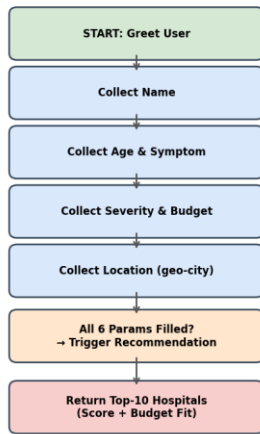 START: Greet User
Collect Name
Collect Age & Symptom
Collect Severity & Budget
Collect Location (geo-city)
All 6 Params Filled?
→ Trigger Recommendation
Return Top-10 Hospitals
(Score + Budget Fit)